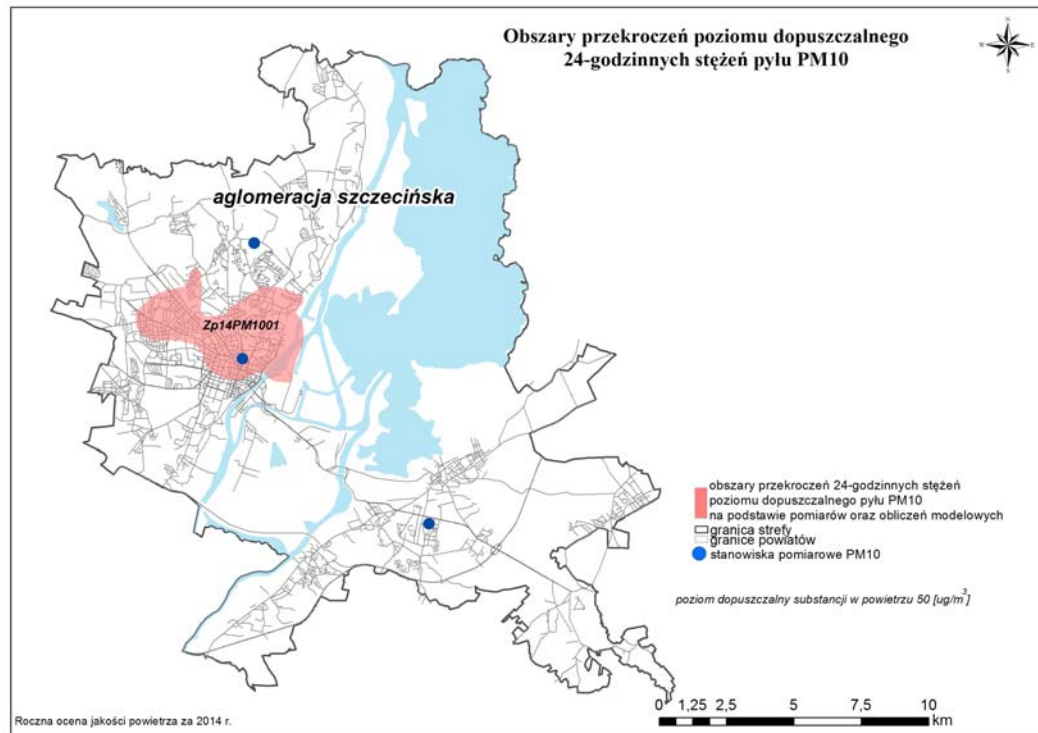 Obszary przekroczeń poziomu dopuszczalnego
24-godzinnych stężeń pyłu PM10
N
W
E
S
aglomeracja szczecińska
Zp14PM1001
obszary przekroczeń 24-godzinnych stężeń
poziomu dopuszczalnego pyłu PM10
na podstawie pomiarów oraz obliczeń modelowych
granica strefy
granice powiatów
stanowiska pomiarowe PM10
poziom dopuszczalny substancji w powietrzu 50 [ug/m³]
Roczna ocena jakości powietrza za 2014 r.
0 1,25 2,5 5 7,5 10
km